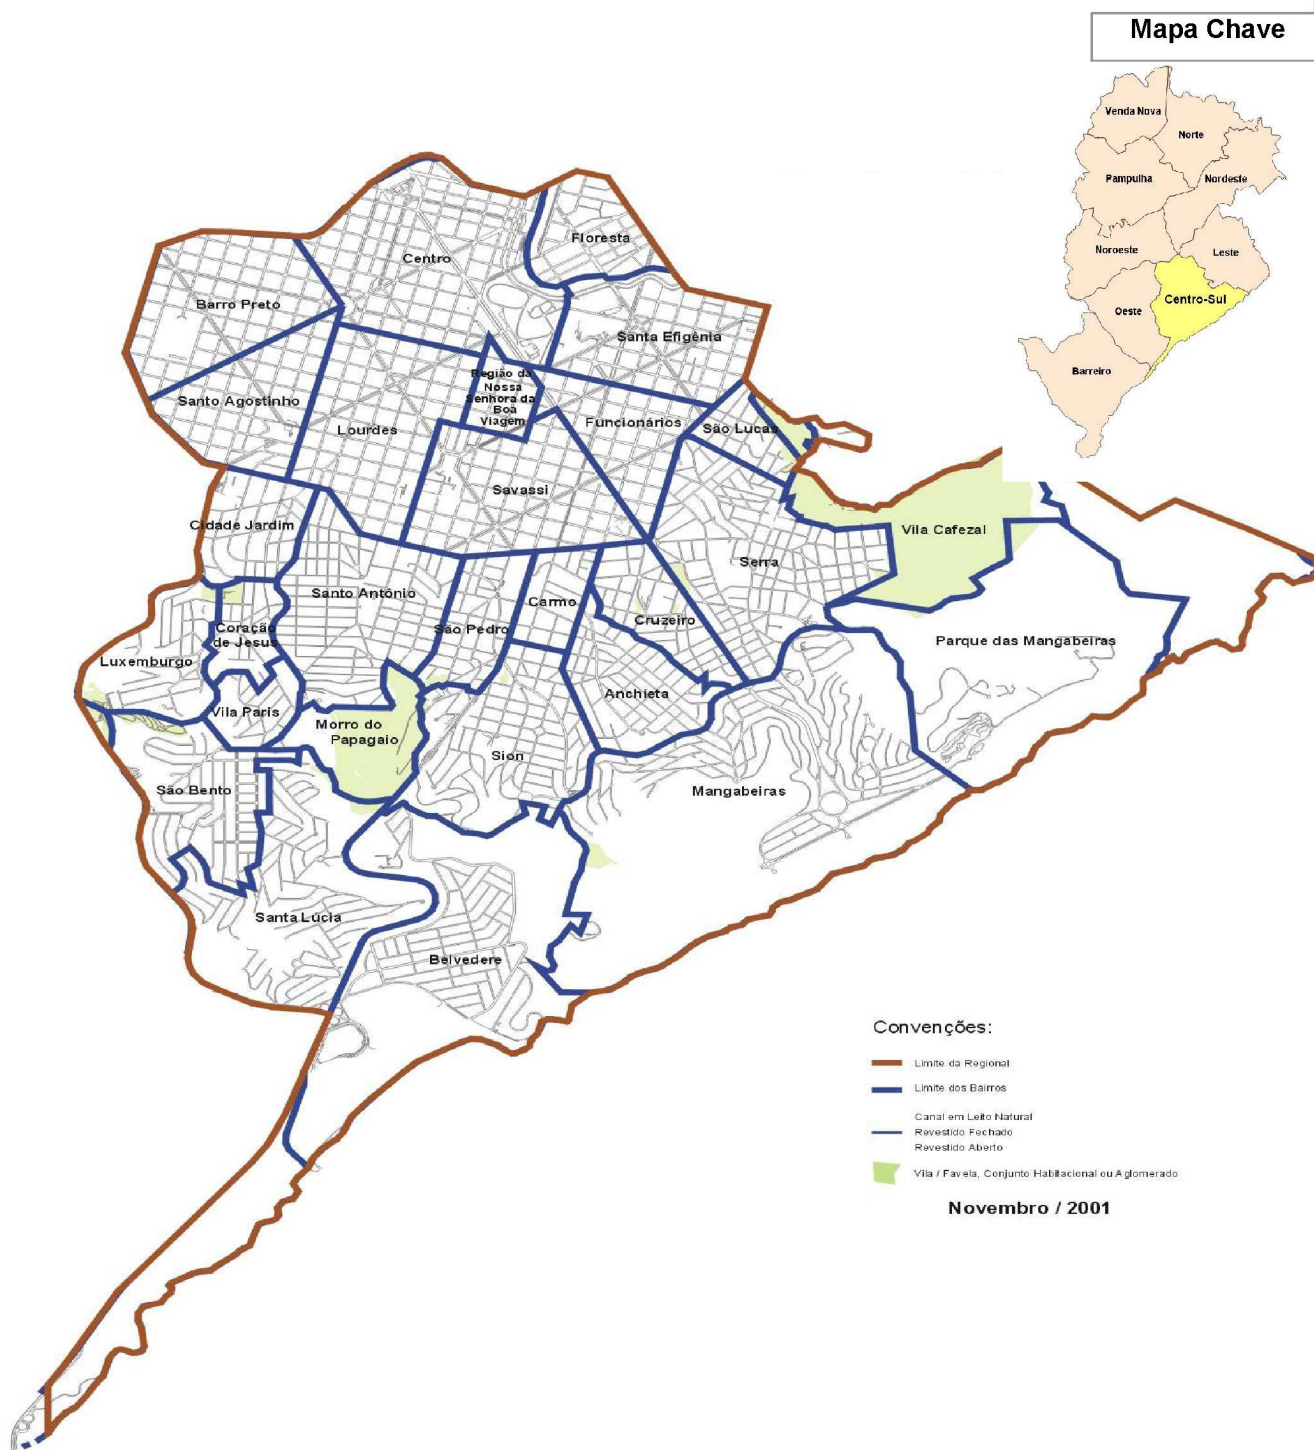 Mapa Chave
Venda Nova
Norte
Pampulha
Nordeste
Noroeste
Leste
Centro-Sul
Oeste
Barreiro
Floresta
Centro
Barro Preto
Santa Efigênia
Região da
Nossa
Senhora da
Boa
Viagem
Santo Agostinho
Lourdes
Funcionários
São Lucas
Savassi
Cidade Jardim
Vila Cafezal
Serra
Santo Antônio
Carmo
São Pedro
Cruzeiro
Coração
de Jesus
Parque das Mangabeiras
Luxemburgo
Anchieta
Vila Paris
Morro do
Papagaio
Sion
São Bento
Mangabeiras
Santa Lúcia
Belvedere
Convenções:
Limite da Regional
Limite dos Bairros
Canal em Leito Natural
Revestido Fechado
Revestido Aberto
Vila / Favela, Conjunto Habitacional ou Aglomerado
Novembro / 2001